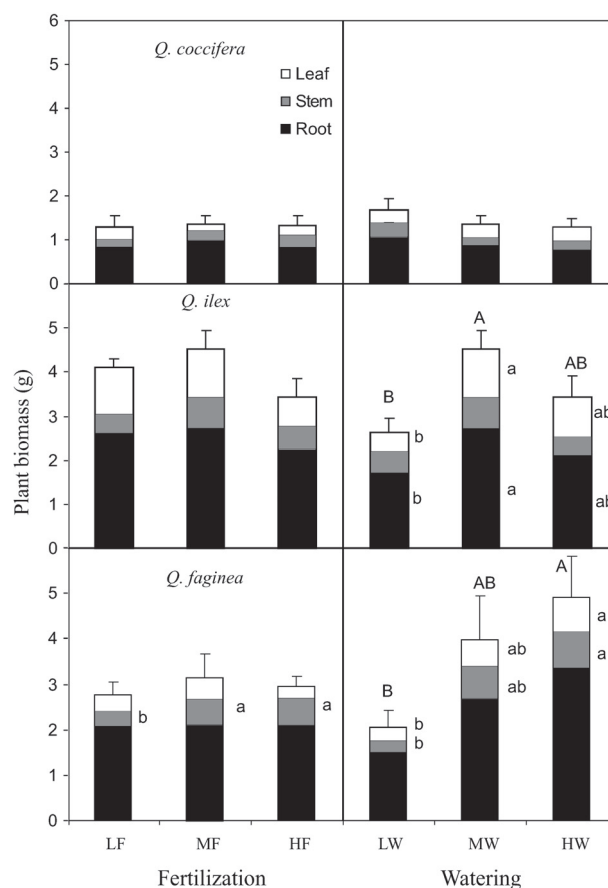 6
Q. coccifera
5
Leaf
Stem
4
Root
3
2
1
0
Q. ilex
5
A
4
a
AB
B
ab
3
b
2
b
a
ab
1
0
Plant biomass (g)
Q. faginea
5
AB
A
4
a
ab
a
3
B
ab
b
a
a
2
b
b
1
0
LF MF HF LW MW HW
Fertilization Watering